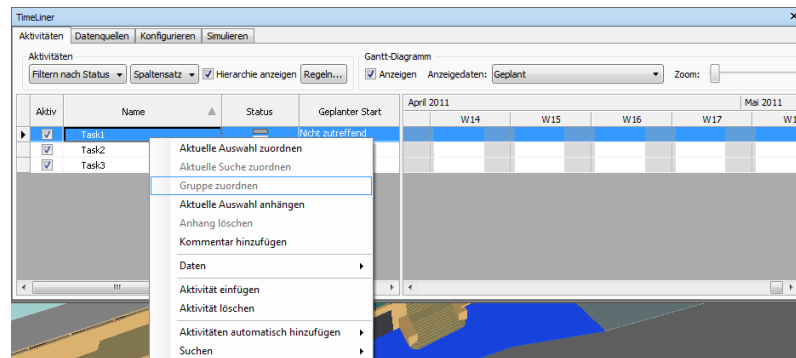 TimeLiner
Aktivitäten Datenquellen Konfigurieren Simulieren
Aktivitäten Gantt-Diagramm
Filtern nach Status Spaltensatz Hierarchie anzeigen Regeln... Anzeigen Anzeigedaten: Geplant Zoom:
April 2011 Mai 2011
Aktiv Name Status Geplanter Start
W14 W15 W16 W17 W1
Task1 Nicht zutreffend
Task2
Task3
Aktuelle Auswahl zuordnen
Aktuelle Suche zuordnen
Gruppe zuordnen
Aktuelle Auswahl anhängen
Anhang löschen
Kommentar hinzufügen
Daten
Aktivität einfügen
Aktivität löschen
Aktivitäten automatisch hinzufügen
Suchen